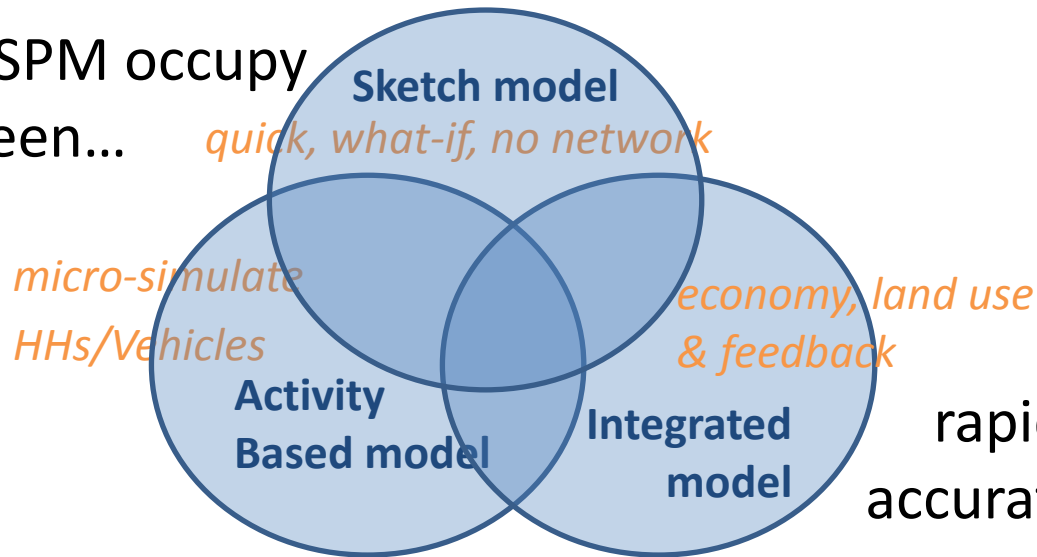 SPM occupy
een…
Sketch model
quick, what-if, no network
micro-simulate
HHs/Vehicles
economy, land use
& feedback
Activity
Based model
Integrated
model
rapi
accurat